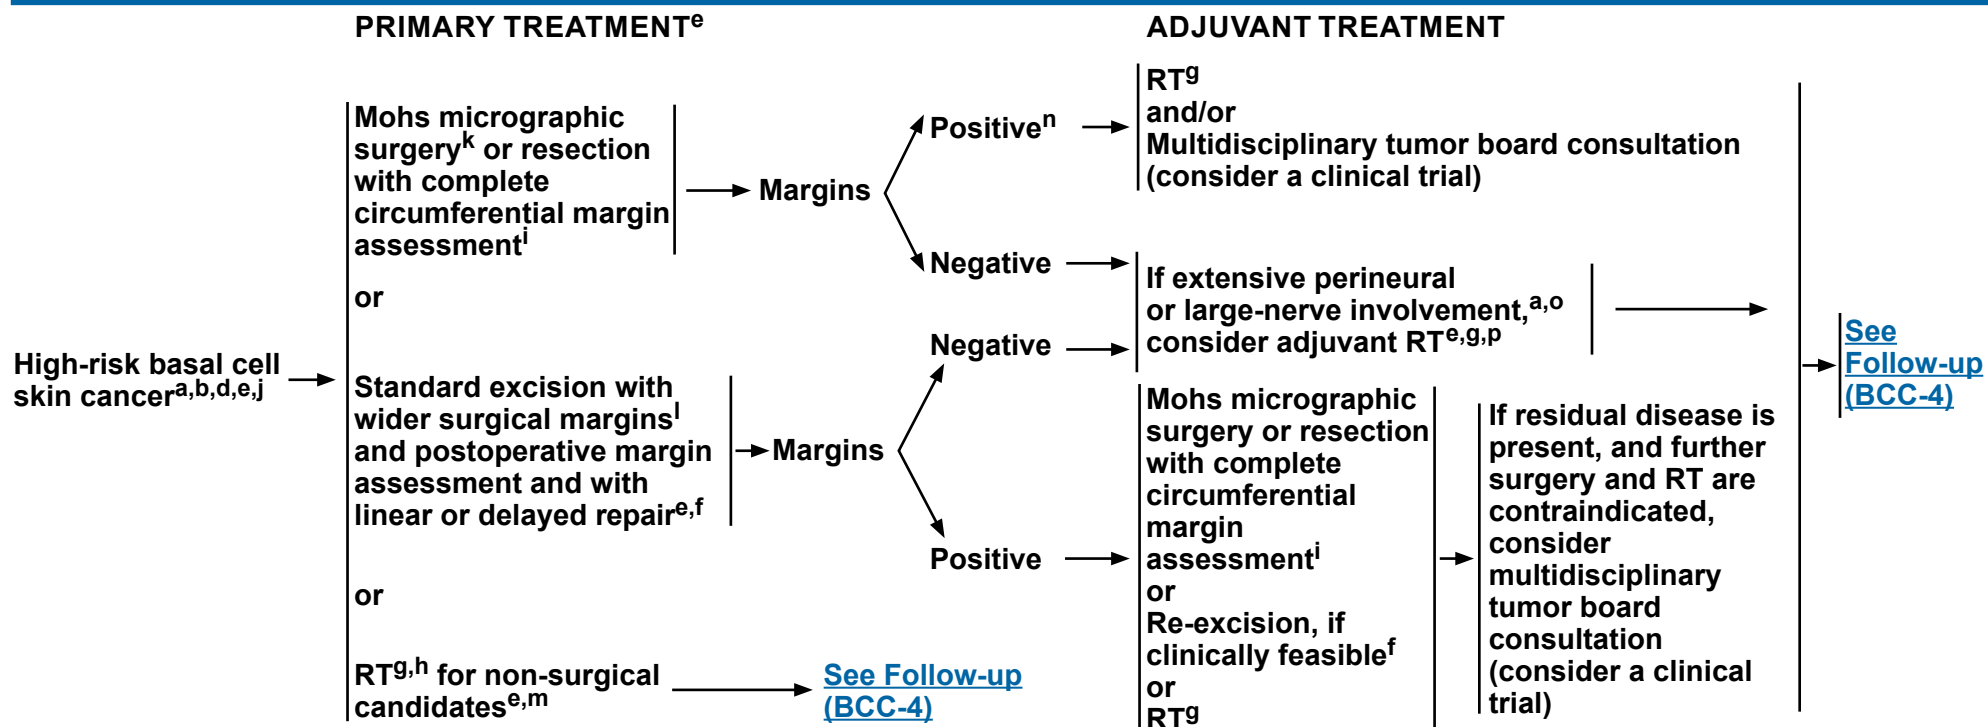 PRIMARY TREATMENTe
ADJUVANT TREATMENT
High-risk basal cell
skin cancera,b,d,e,j
Mohs micrographic
surgeryk or resection
with complete
circumferential margin
assessmenti
or
Standard excision with
wider surgical marginsl
and postoperative margin
assessment and with
linear or delayed repaire,f
or
RTg,h for non-surgical
candidatese,m
See Follow-up
(BCC-4)
Margins
Positiven
Negative
Margins
Negative
Positive
RTg
and/or
Multidisciplinary tumor board consultation
(consider a clinical trial)
If extensive perineural
or large-nerve involvement,a,o
consider adjuvant RTe,g,p
Mohs micrographic
surgery or resection
with complete
circumferential
margin
assessmenti
or
Re-excision, if
clinically feasiblef
or
RTg
If residual disease is
present, and further
surgery and RT are
contraindicated,
consider
multidisciplinary
tumor board
consultation
(consider a clinical
trial)
See
Follow-up
(BCC-4)